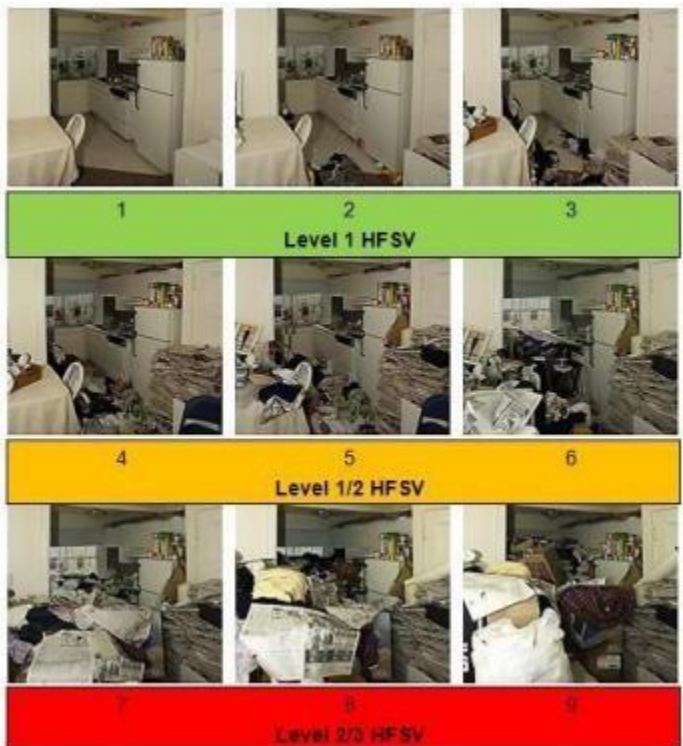 1 2 3
Level 1 HFSV
4 5 6
Level 1/2 HFSV
7 8 9
Level 2/3 HFSV